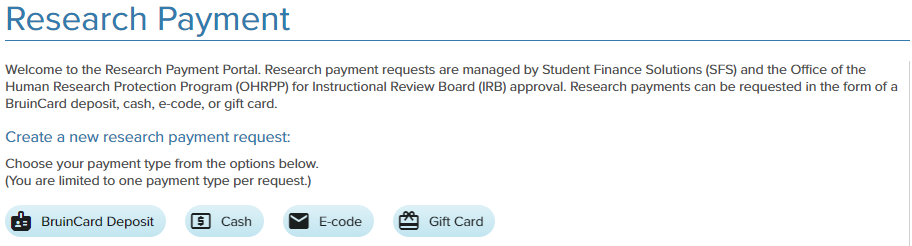 Research Payment
Welcome to the Research Payment Portal. Research payment requests are managed by Student Finance Solutions (SFS) and the Office of the
Human Research Protection Program (OHRPP) for Instructional Review Board (IRB) approval. Research payments can be requested in the form of a
BruinCard deposit, cash, e-code, or gift card.
Create a new research payment request:
Choose your payment type from the options below.
(You are limited to one payment type per request.)
BruinCard Deposit Cash E-code Gift Card